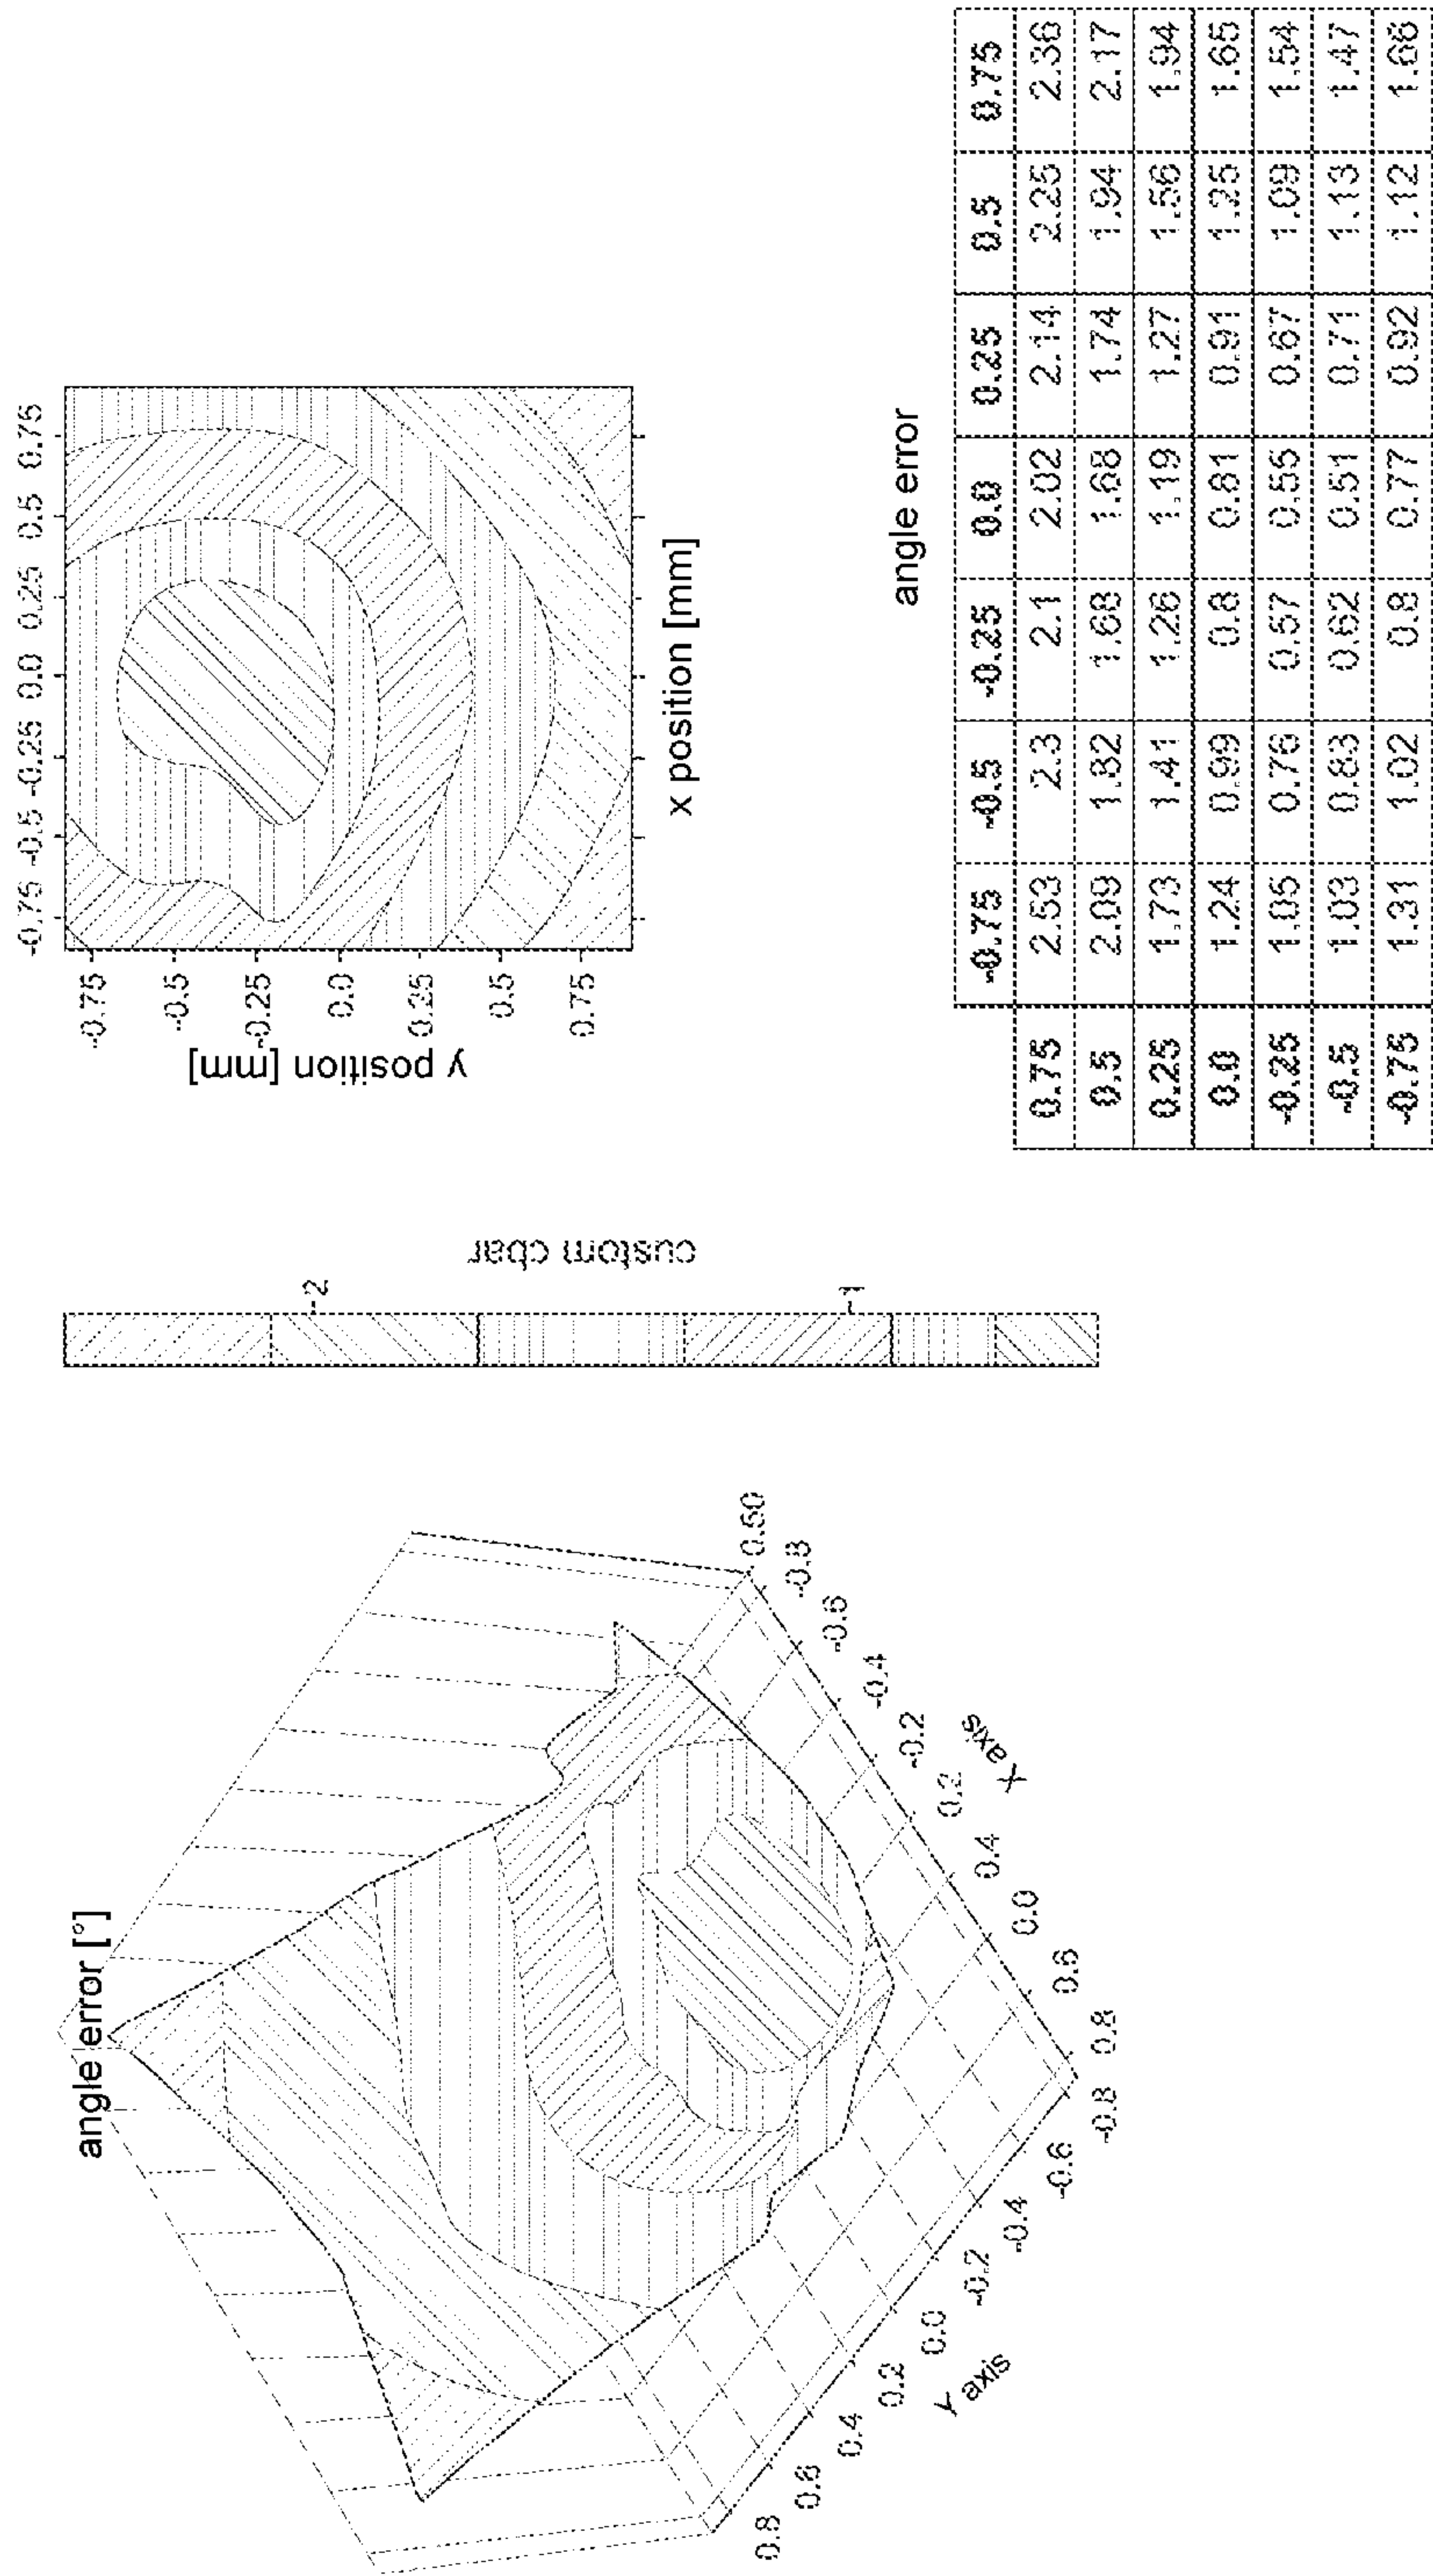 angle error [°]
0.50
-0.8
-0.6
-0.4
-0.2
0.2
0.4
0.0
0.6
0.8
X axis
0.8
0.6
0.4
0.2
0.0
-0.2
-0.4
-0.6
-0.8
Y axis
-2
-1
custom cbar
-0.75 -0.5 -0.25 0.0 0.25 0.5 0.75
-0.75
-0.5
-0.25
0.0
0.25
0.5
0.75
y position [mm]
x position [mm]
angle error
-0.75 -0.5 -0.25 0.0 0.25 0.5 0.75
0.75 2.53 2.3 2.1 2.02 2.14 2.25 2.36
0.5 2.09 1.82 1.68 1.68 1.74 1.94 2.17
0.25 1.73 1.41 1.26 1.19 1.27 1.56 1.94
0.0 1.24 0.99 0.8 0.81 0.91 1.25 1.65
-0.25 1.05 0.76 0.57 0.55 0.67 1.09 1.54
-0.5 1.03 0.83 0.62 0.51 0.71 1.13 1.47
-0.75 1.31 1.02 0.8 0.77 0.92 1.12 1.66